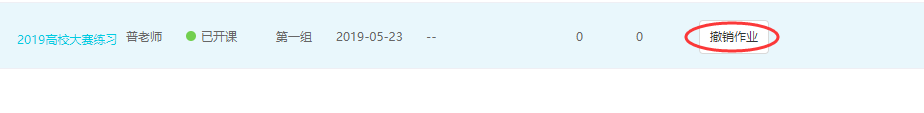 2019高校大赛练习 普老师 已开课 第一组 2019-05-23 -- 0 0 撤销作业